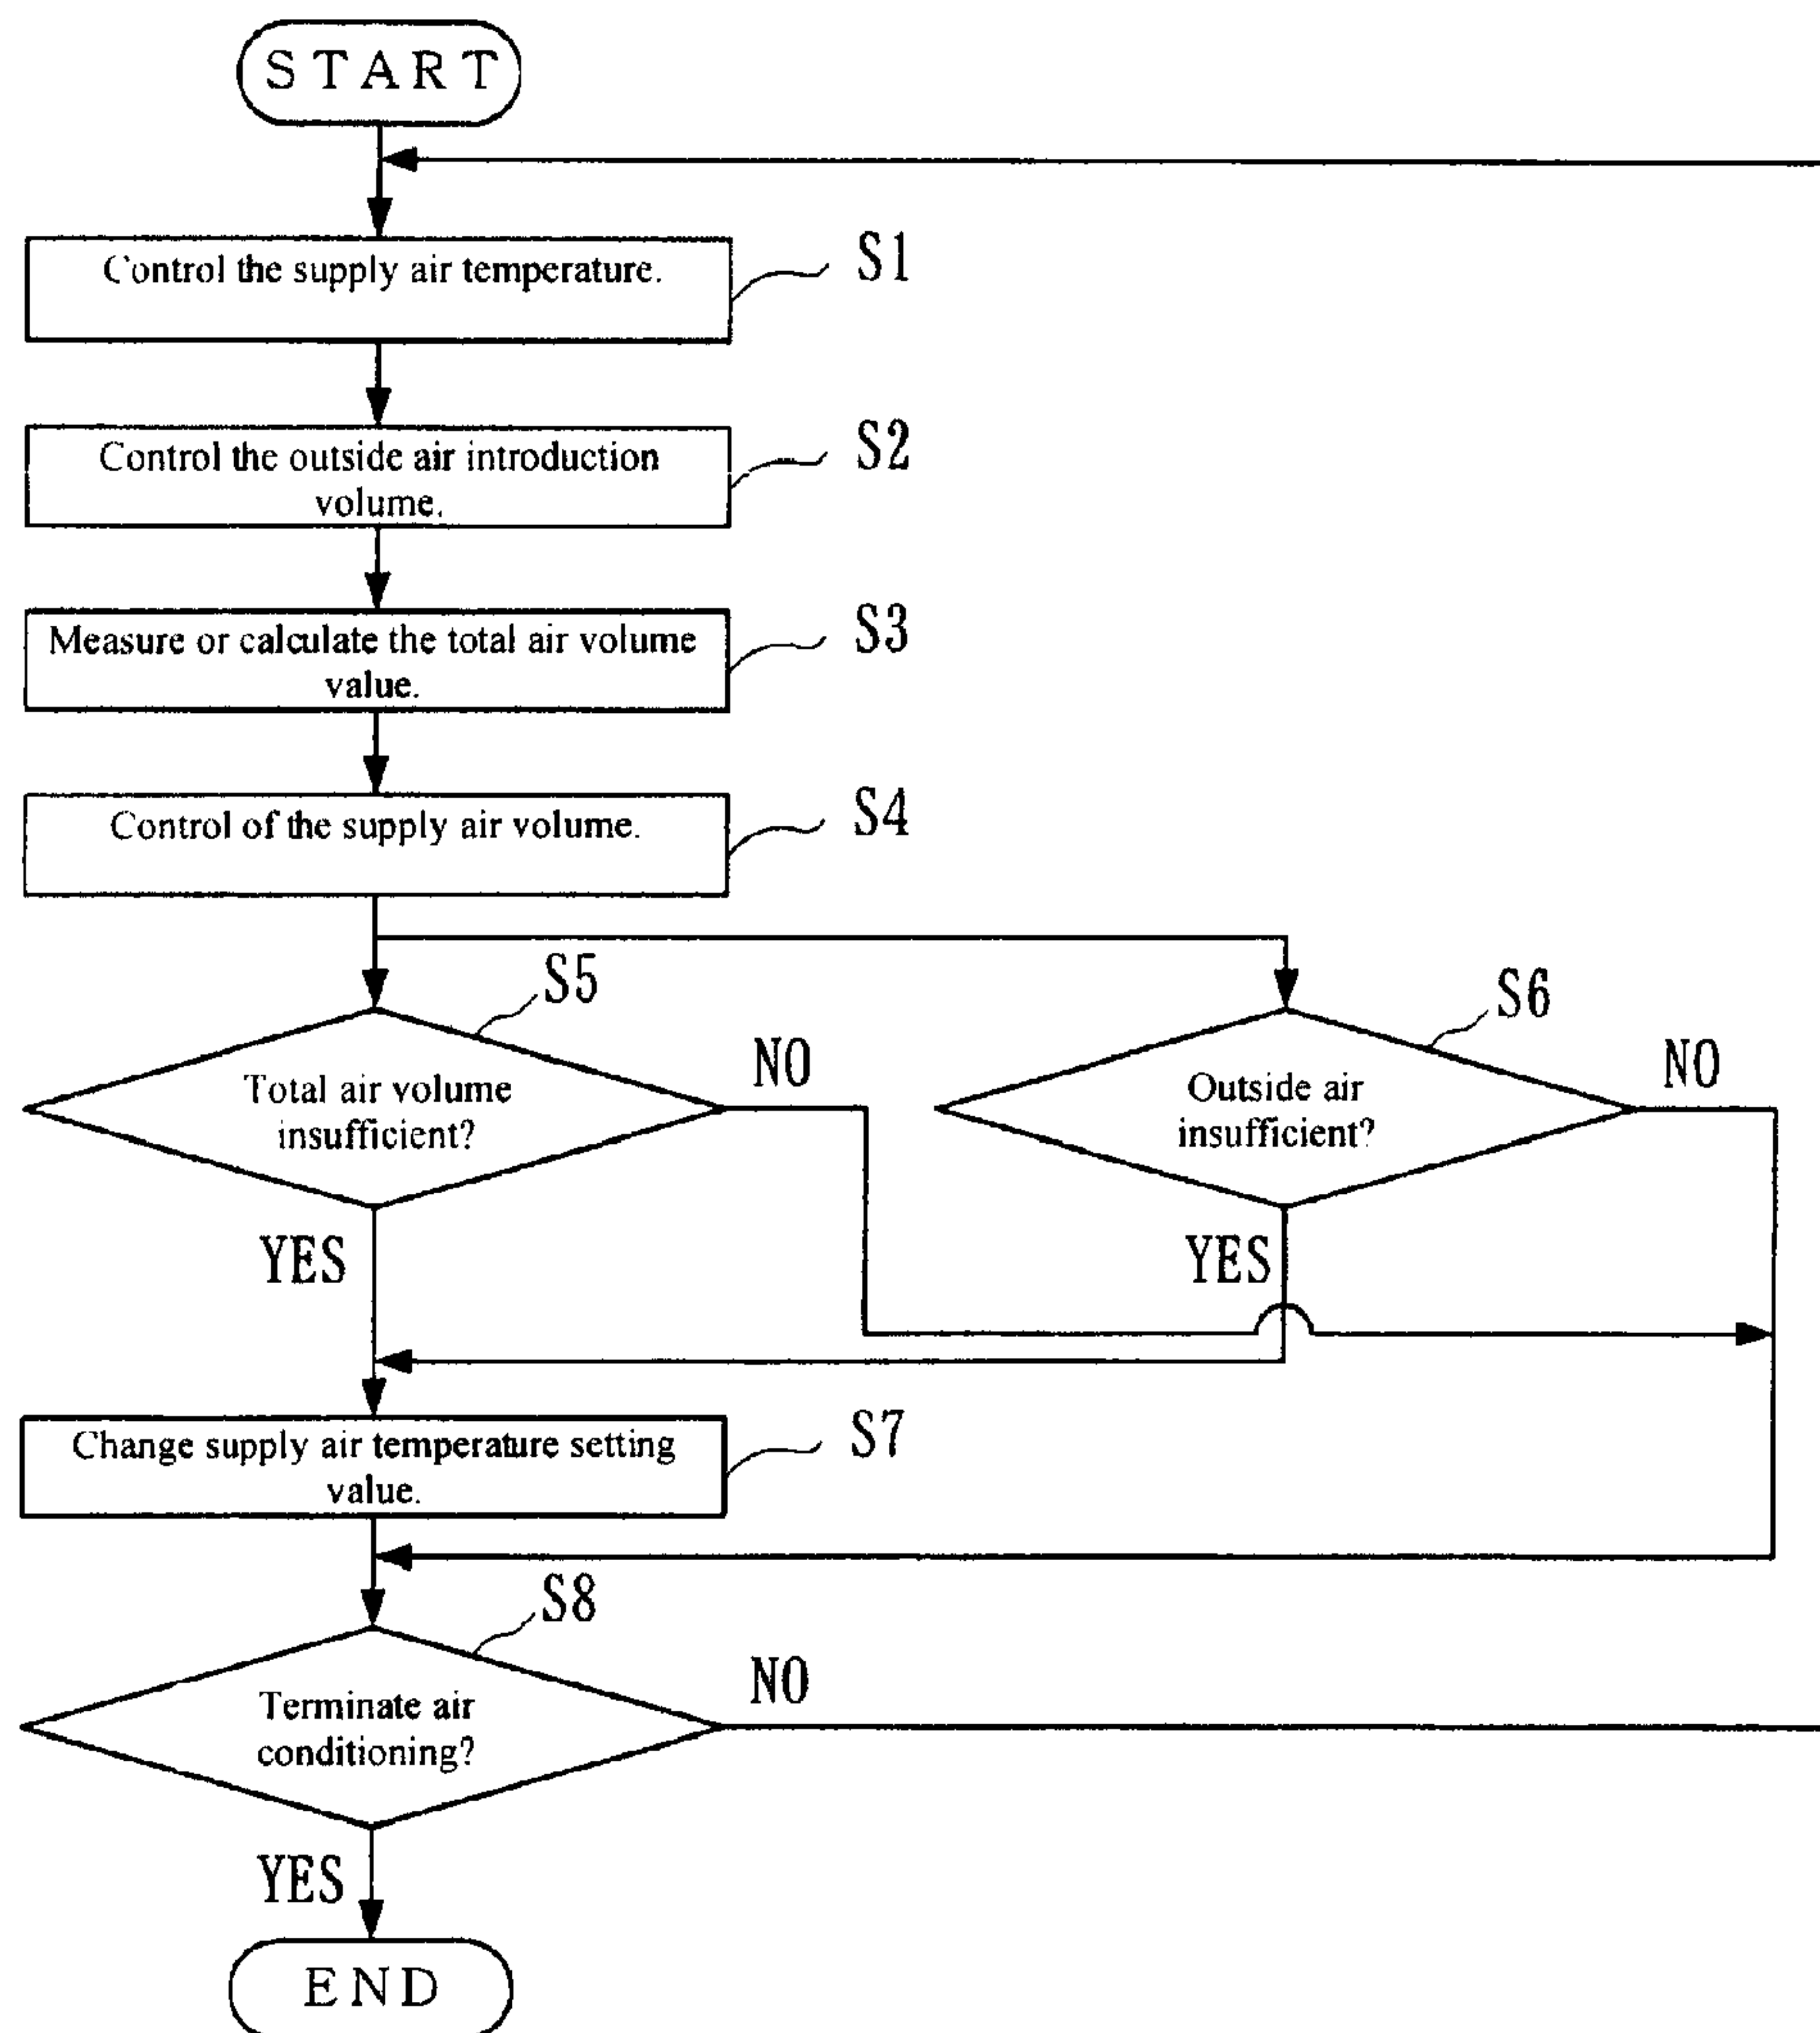 START
Control the supply air temperature.
S1
Control the outside air introduction
volume.
S2
Measure or calculate the total air volume
value.
S3
Control of the supply air volume.
S4
S5
Total air volume
insufficient?
NO
YES
S6
Outside air
insufficient?
NO
YES
Change supply air temperature setting
value.
S7
S8
Terminate air
conditioning?
NO
YES
END